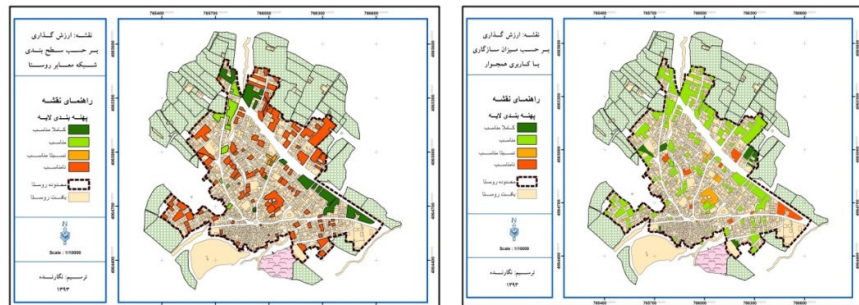 نقشه: ارزش گذاری
بر حسب سطح بندی
شبکه معابر روستا
راهنمای نقشه
پهنه بندی لایه
کاملا مناسب
مناسب
نسبتا مناسب
نامناسب
محدوده روستا
بافت روستا
Scale : 1/10000
ترسیم: نگارنده
۱۳۹۳
نقشه: ارزش گذاری
بر حسب میزان سازگاری
با کاربری همجوار
راهنمای نقشه
پهنه بندی لایه
کاملا مناسب
مناسب
نسبتا مناسب
نامناسب
محدوده روستا
بافت روستا
Scale : 1/10000
ترسیم: نگارنده
۱۳۹۳